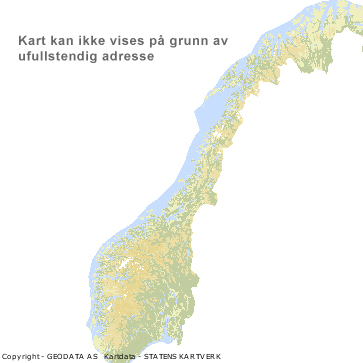 Kart kan ikke vises på grunn av
ufullstendig adresse
Copyright - GEODATA AS  Kartdata - STATENS KARTVERK